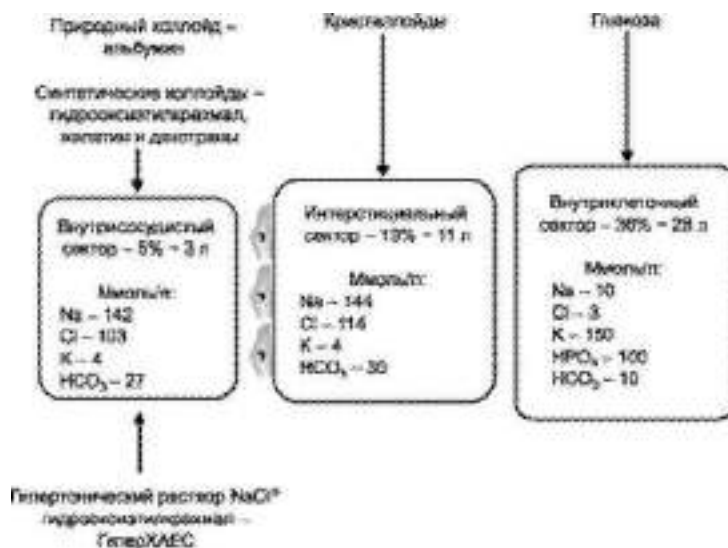 Природный коллоид –
альбумин
Синтетические коллоиды –
гидроксиэтилкрахмал,
желатин и декстраны
Кристаллоиды
Глюкоза
Внутрисосудистый
сектор – 5% = 3 л
Ммоль/л:
Na – 142
Cl – 103
K – 4
HCO₃ – 27
Интерстициальный
сектор – = 11 л
Ммоль/л:
Na – 144
Cl – 114
K – 4
HCO₃ – 30
Внутриклеточный
сектор – = 28 л
Ммоль/л:
Na – 10
Cl – 3
K – 150
HPO₄ – 100
HCO₃ – 10
Гипертонический раствор NaCl
гидроксиэтилкрахмал –
ГиперХАЕС